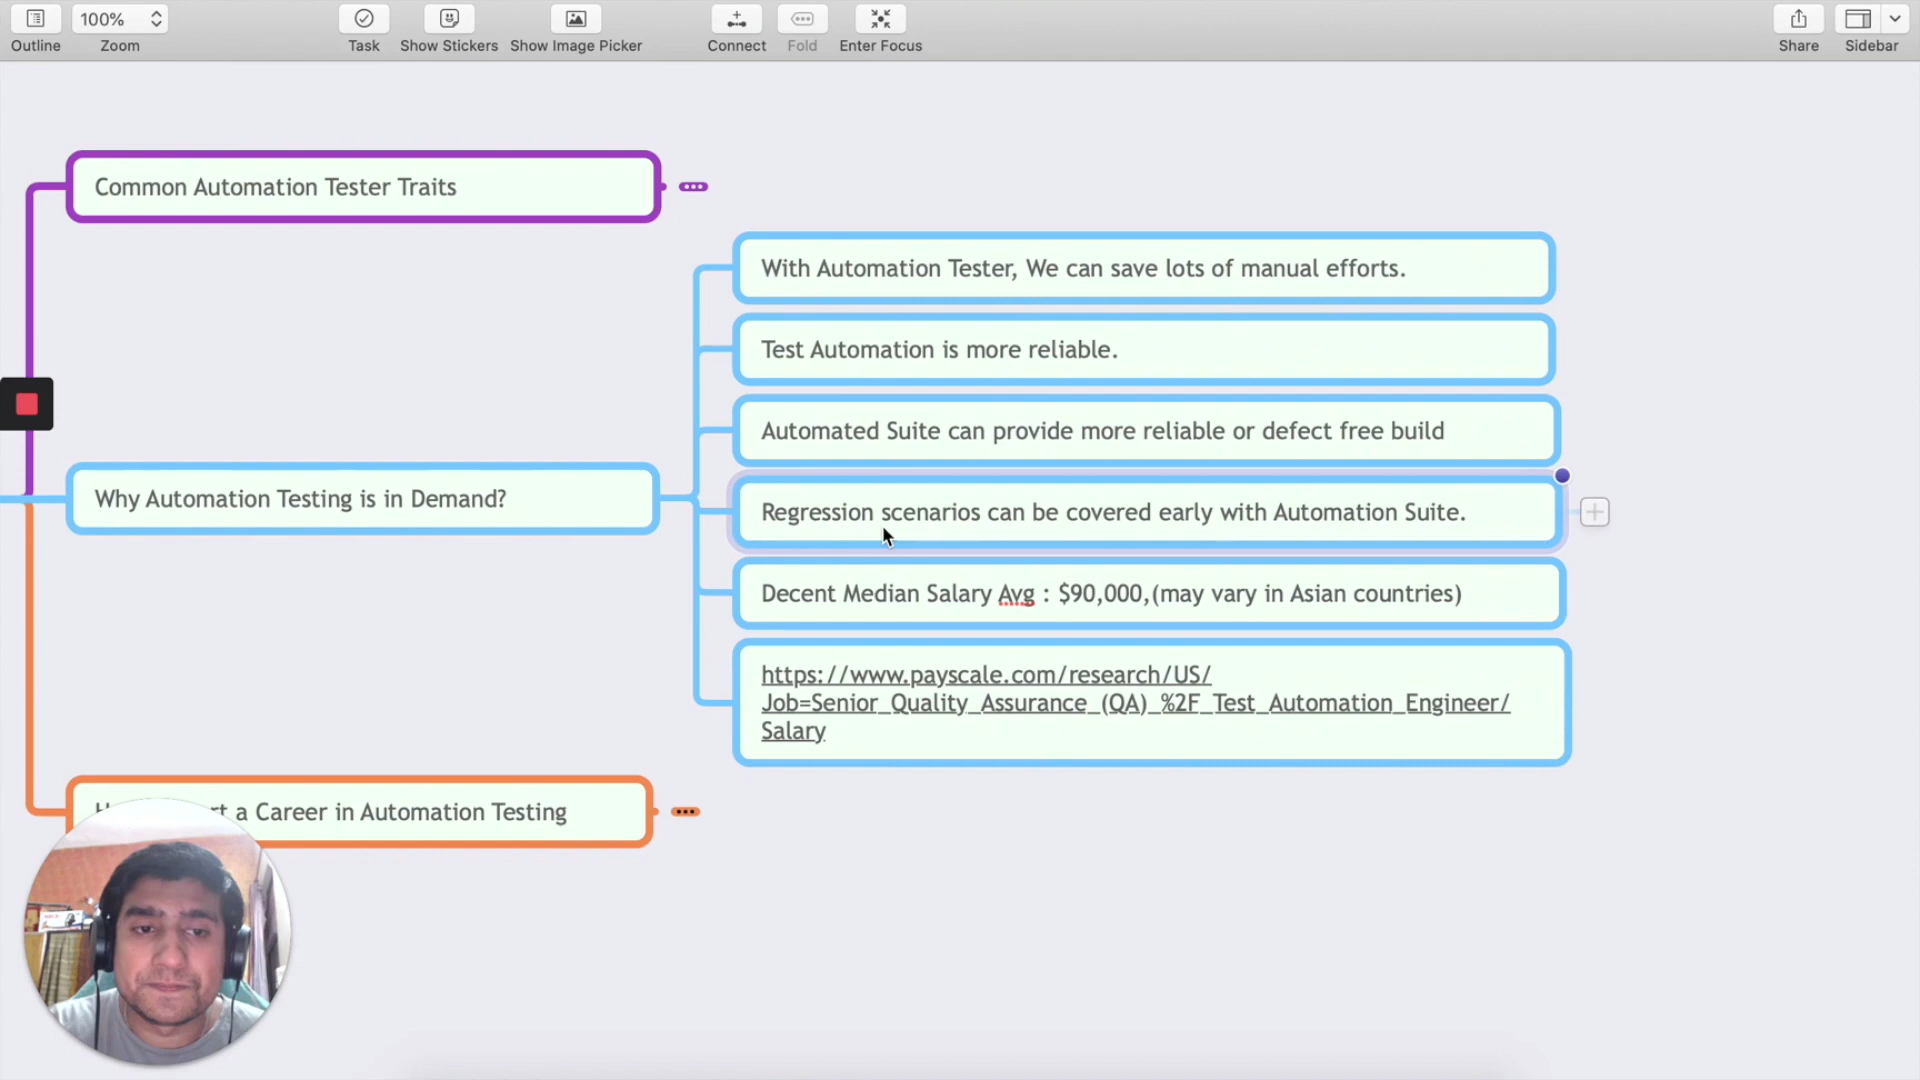 100%
Outline
Zoom
Task
Show Stickers
Show Image Picker
Connect
Fold
Enter Focus
Share
Sidebar
Common Automation Tester Traits
With Automation Tester, We can save lots of manual efforts.
Test Automation is more reliable.
Automated Suite can provide more reliable or defect free build
Why Automation Testing is in Demand?
Regression scenarios can be covered early with Automation Suite.
Decent Median Salary Avg : $90,000,(may vary in Asian countries)
https://www.payscale.com/research/US/
Job=Senior_Quality_Assurance_(QA)_%2F_Test_Automation_Engineer/
Salary
a Career in Automation Testing